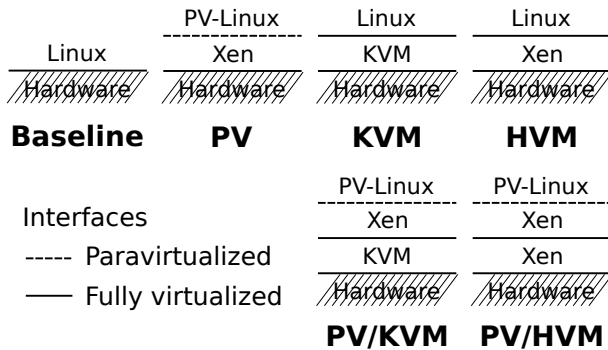 PV-Linux Linux Linux
Linux Xen KVM Xen
Hardware Hardware Hardware Hardware
Baseline PV KVM HVM
PV-Linux PV-Linux
Interfaces Xen Xen
Paravirtualized KVM Xen
Fully virtualized Hardware Hardware
PV/KVM PV/HVM